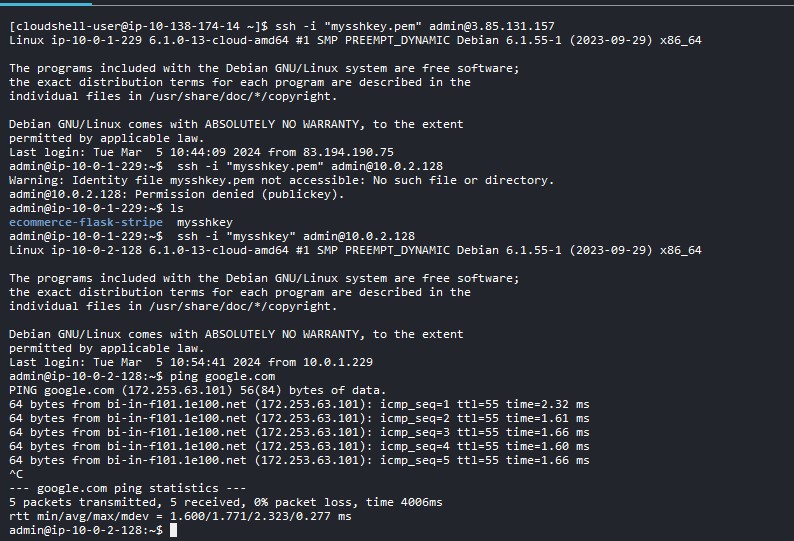 [cloudshell-user@ip-10-138-174-14 ~]$ ssh -i "mysshkey.pem" admin@3.85.131.157
Linux ip-10-0-1-229 6.1.0-13-cloud-amd64 #1 SMP PREEMPT_DYNAMIC Debian 6.1.55-1 (2023-09-29) x86_64

The programs included with the Debian GNU/Linux system are free software;
the exact distribution terms for each program are described in the
individual files in /usr/share/doc/*/copyright.

Debian GNU/Linux comes with ABSOLUTELY NO WARRANTY, to the extent
permitted by applicable law.
Last login: Tue Mar  5 10:44:09 2024 from 83.194.190.75
admin@ip-10-0-1-229:~$  ssh -i "mysshkey.pem" admin@10.0.2.128
Warning: Identity file mysshkey.pem not accessible: No such file or directory.
admin@10.0.2.128: Permission denied (publickey).
admin@ip-10-0-1-229:~$ ls
ecommerce-flask-stripe  mysshkey
admin@ip-10-0-1-229:~$  ssh -i "mysshkey" admin@10.0.2.128
Linux ip-10-0-2-128 6.1.0-13-cloud-amd64 #1 SMP PREEMPT_DYNAMIC Debian 6.1.55-1 (2023-09-29) x86_64

The programs included with the Debian GNU/Linux system are free software;
the exact distribution terms for each program are described in the
individual files in /usr/share/doc/*/copyright.

Debian GNU/Linux comes with ABSOLUTELY NO WARRANTY, to the extent
permitted by applicable law.
Last login: Tue Mar  5 10:54:41 2024 from 10.0.1.229
admin@ip-10-0-2-128:~$ ping google.com
PING google.com (172.253.63.101) 56(84) bytes of data.
64 bytes from bi-in-f101.1e100.net (172.253.63.101): icmp_seq=1 ttl=55 time=2.32 ms
64 bytes from bi-in-f101.1e100.net (172.253.63.101): icmp_seq=2 ttl=55 time=1.61 ms
64 bytes from bi-in-f101.1e100.net (172.253.63.101): icmp_seq=3 ttl=55 time=1.66 ms
64 bytes from bi-in-f101.1e100.net (172.253.63.101): icmp_seq=4 ttl=55 time=1.60 ms
64 bytes from bi-in-f101.1e100.net (172.253.63.101): icmp_seq=5 ttl=55 time=1.66 ms
^C
--- google.com ping statistics ---
5 packets transmitted, 5 received, 0% packet loss, time 4006ms
rtt min/avg/max/mdev = 1.600/1.771/2.323/0.277 ms
admin@ip-10-0-2-128:~$